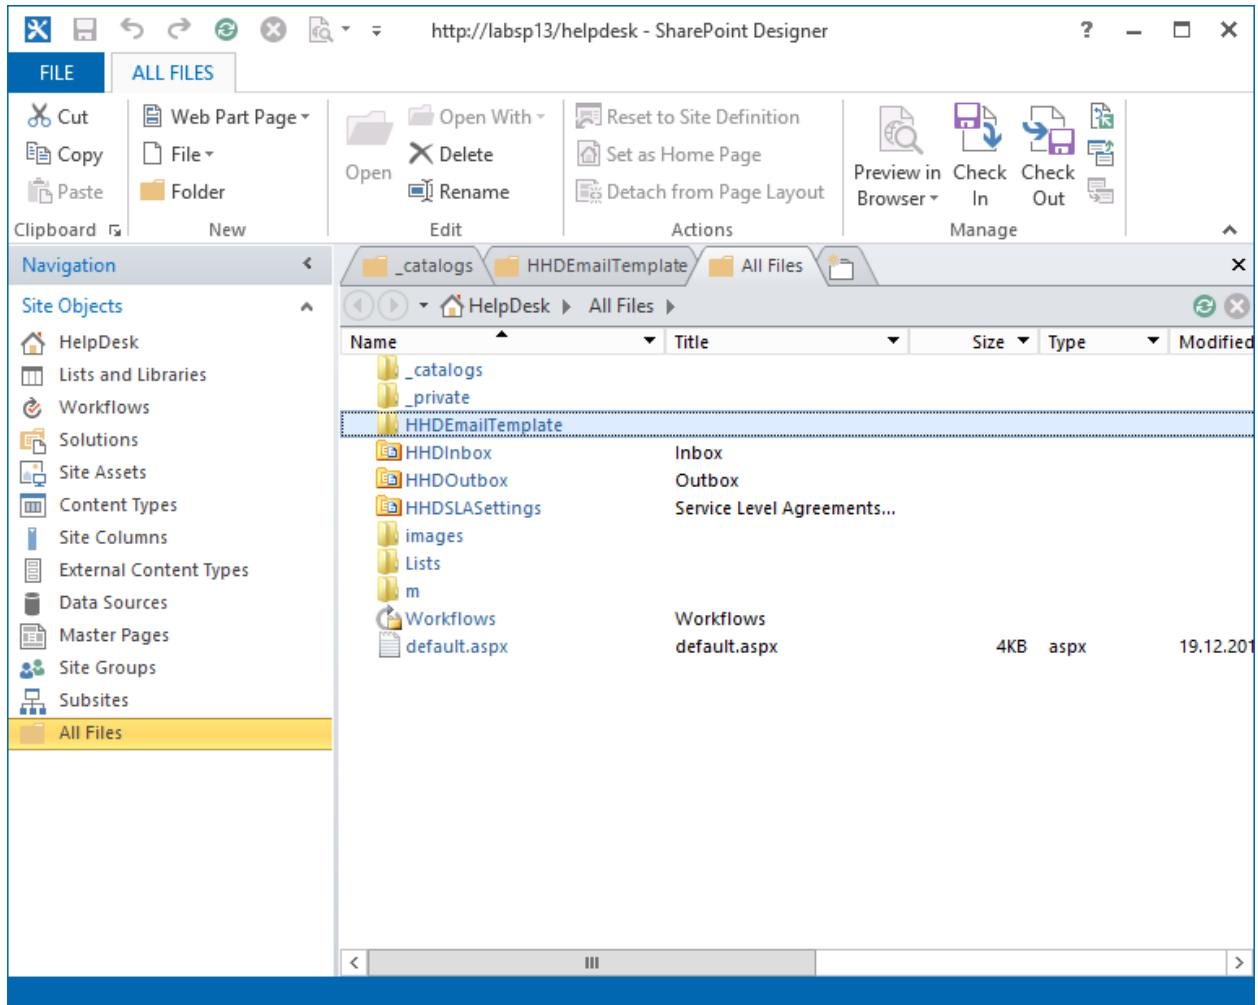 http://labsp13/helpdesk - SharePoint Designer ?
FILE ALL FILES
Cut Web Part Page Open With Reset to Site Definition
Copy File Delete Set as Home Page
Paste Folder Open Rename Detach from Page Layout
Preview in Browser Check In Check Out
Clipboard New Edit Actions Manage
Navigation
_catalogs HHDEmailTemplate All Files
Site Objects
HelpDesk All Files
HelpDesk
Lists and Libraries
Workflows
Solutions
Site Assets
Content Types
Site Columns
External Content Types
Data Sources
Master Pages
Site Groups
Subsites
All Files
Name Title Size Type Modified
_catalogs
_private
HHDEmailTemplate
HHDInbox Inbox
HHDOutbox Outbox
HHDSLASettings Service Level Agreements...
images
Lists
m
Workflows Workflows
default.aspx default.aspx 4KB aspx 19.12.201